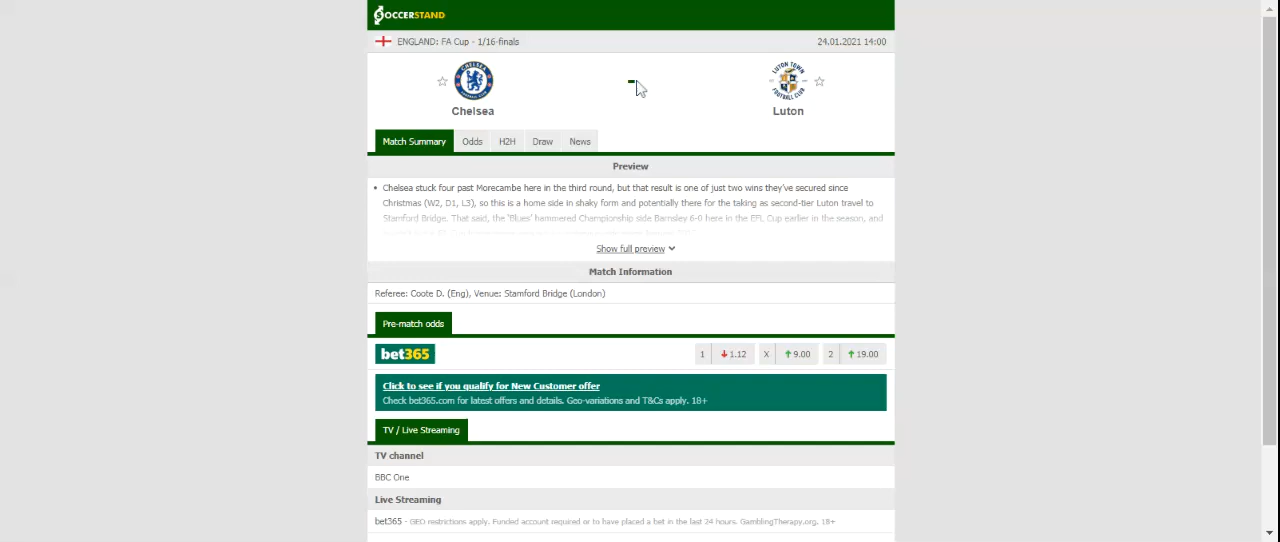 SOCCERSTAND
ENGLAND: FA Cup - 1/16-finals 24.01.2021 14:00
Chelsea Luton
Match Summary Odds H2H Draw News
Preview
Chelsea stuck four past Morecambe here in the third round, but that result is one of just two wins they've secured since
Christmas (W2, D1, L3), so this is a home side in shaky form and potentially there for the taking as second-tier Luton travel to
Stamford Bridge. That said, the 'Blues' hammered Championship side Barnsley 6-0 here in the EFL Cup earlier in the season, and
Show full preview
Match Information
Referee: Coote D. (Eng), Venue: Stamford Bridge (London)
Pre-match odds
bet365 1 1.12 X 9.00 2 19.00
Click to see if you qualify for New Customer offer
Check bet365.com for latest offers and details. Geo-variations and T&Cs apply. 18+
TV / Live Streaming
TV channel
BBC One
Live Streaming
bet365 - GEO restrictions apply. Funded account required or to have placed a bet in the last 24 hours. GamblingTherapy.org. 18+